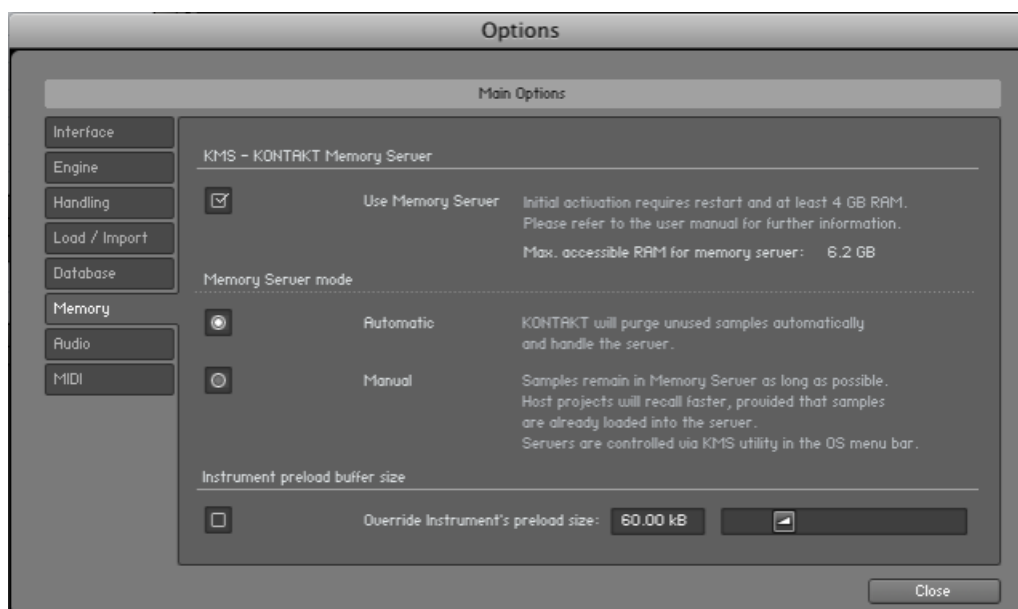 Options
Main Options
Interface
Engine
Handling
Load / Import
Database
Memory
Audio
MIDI
KMS - KONTAKT Memory Server
Use Memory Server
Initial activation requires restart and at least 4 GB RAM.
Please refer to the user manual for further information.
Max. accessible RAM for memory server: 6.2 GB
Memory Server mode
Automatic
KONTAKT will purge unused samples automatically
and handle the server.
Manual
Samples remain in Memory Server as long as possible.
Host projects will recall faster, provided that samples
are already loaded into the server.
Servers are controlled via KMS utility in the OS menu bar.
Instrument preload buffer size
Override Instrument's preload size: 60.00 kB
Close